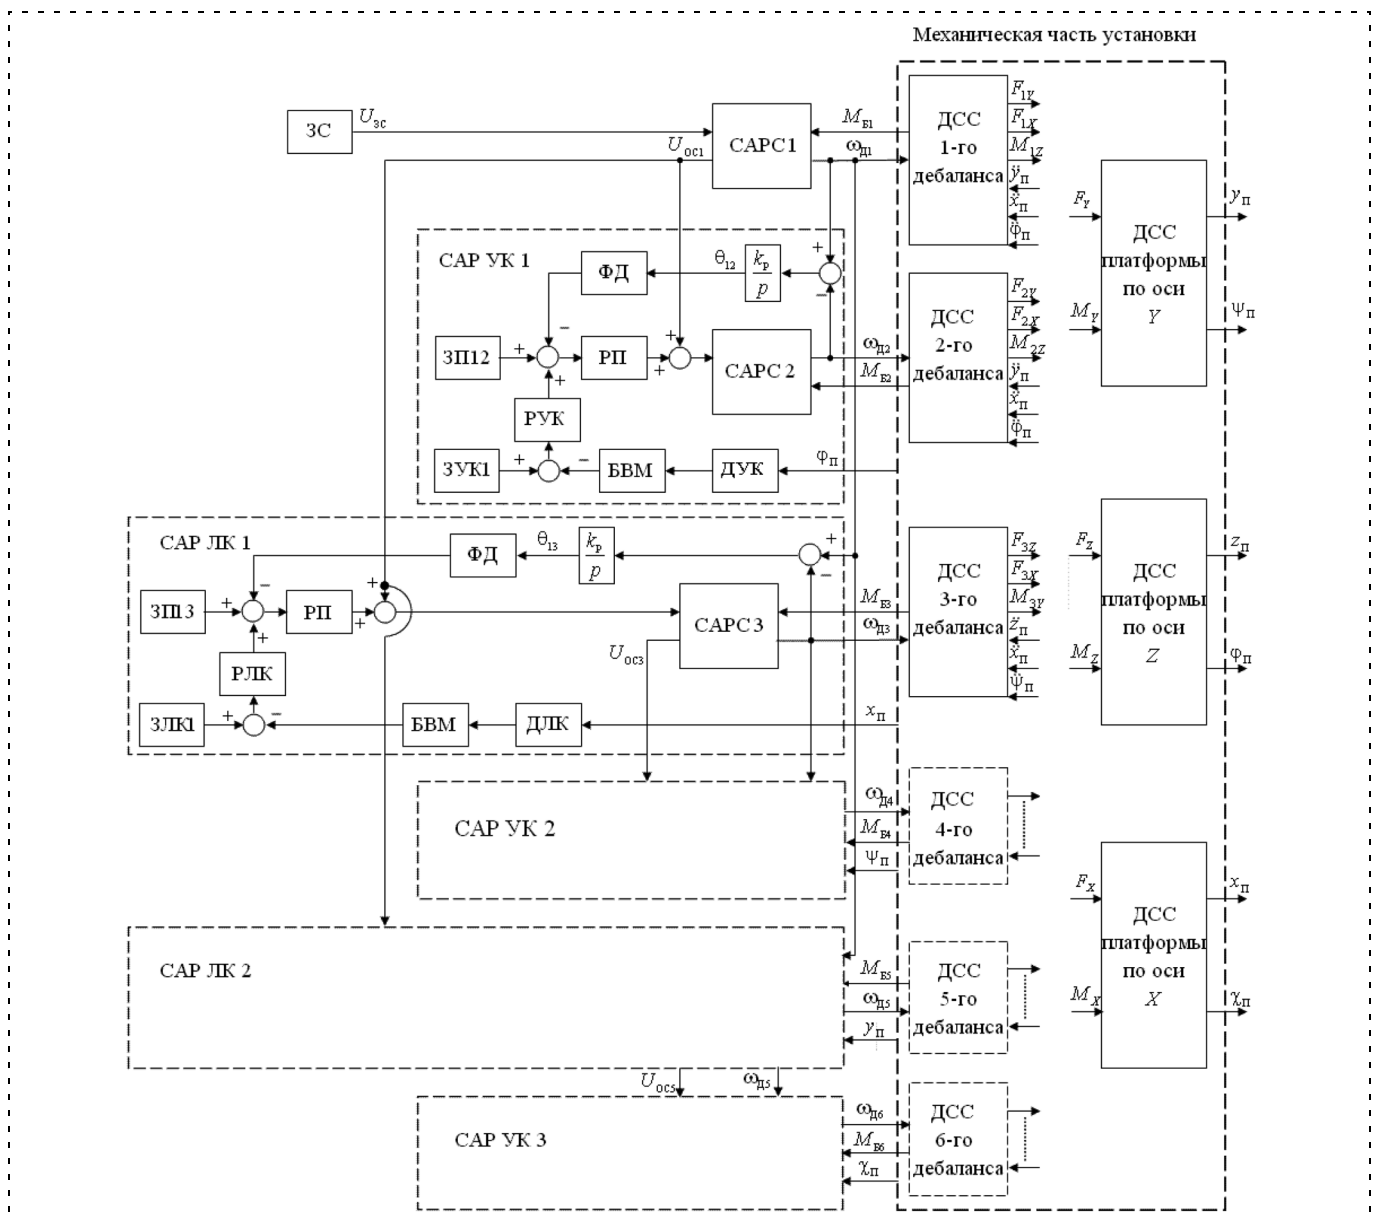 Механическая часть установки
ЗС
U_зс
U_ос1
САРС 1
M_Б1
ω_Д1
ДСС
1-го
дебаланса
F_1Y
F_1X
M_1Z
ÿ_П
ẍ_П
φ̈_П
САР УК 1
ФД
θ_12
k_р
p
+
−
−
ЗП12
+
РП
+
+
САРС 2
ω_Д2
M_Б2
+
РУК
ЗУК1
+
−
БВМ
ДУК
φ_П
ДСС
2-го
дебаланса
F_2Y
F_2X
M_2Z
ÿ_П
ẍ_П
φ̈_П
F_Y
M_Y
ДСС
платформы
по оси
Y
y_П
Ψ_П
САР ЛК 1
ФД
θ_13
k_р
p
+
−
−
ЗП13
+
РП
+
+
САРС 3
U_ос3
M_Б3
ω_Д3
+
РЛК
ЗЛК1
+
−
БВМ
ДЛК
x_П
ДСС
3-го
дебаланса
F_3Z
F_3X
M_3Y
z̈_П
ẍ_П
Ψ̈_П
F_Z
M_Z
ДСС
платформы
по оси
Z
z_П
φ_П
САР УК 2
ω_Д4
M_Б4
Ψ_П
ДСС
4-го
дебаланса
САР ЛК 2
M_Б5
ω_Д5
y_П
ДСС
5-го
дебаланса
F_X
M_X
ДСС
платформы
по оси
X
x_П
χ_П
U_ос5
ω_Д5
САР УК 3
ω_Д6
M_Б6
χ_П
ДСС
6-го
дебаланса